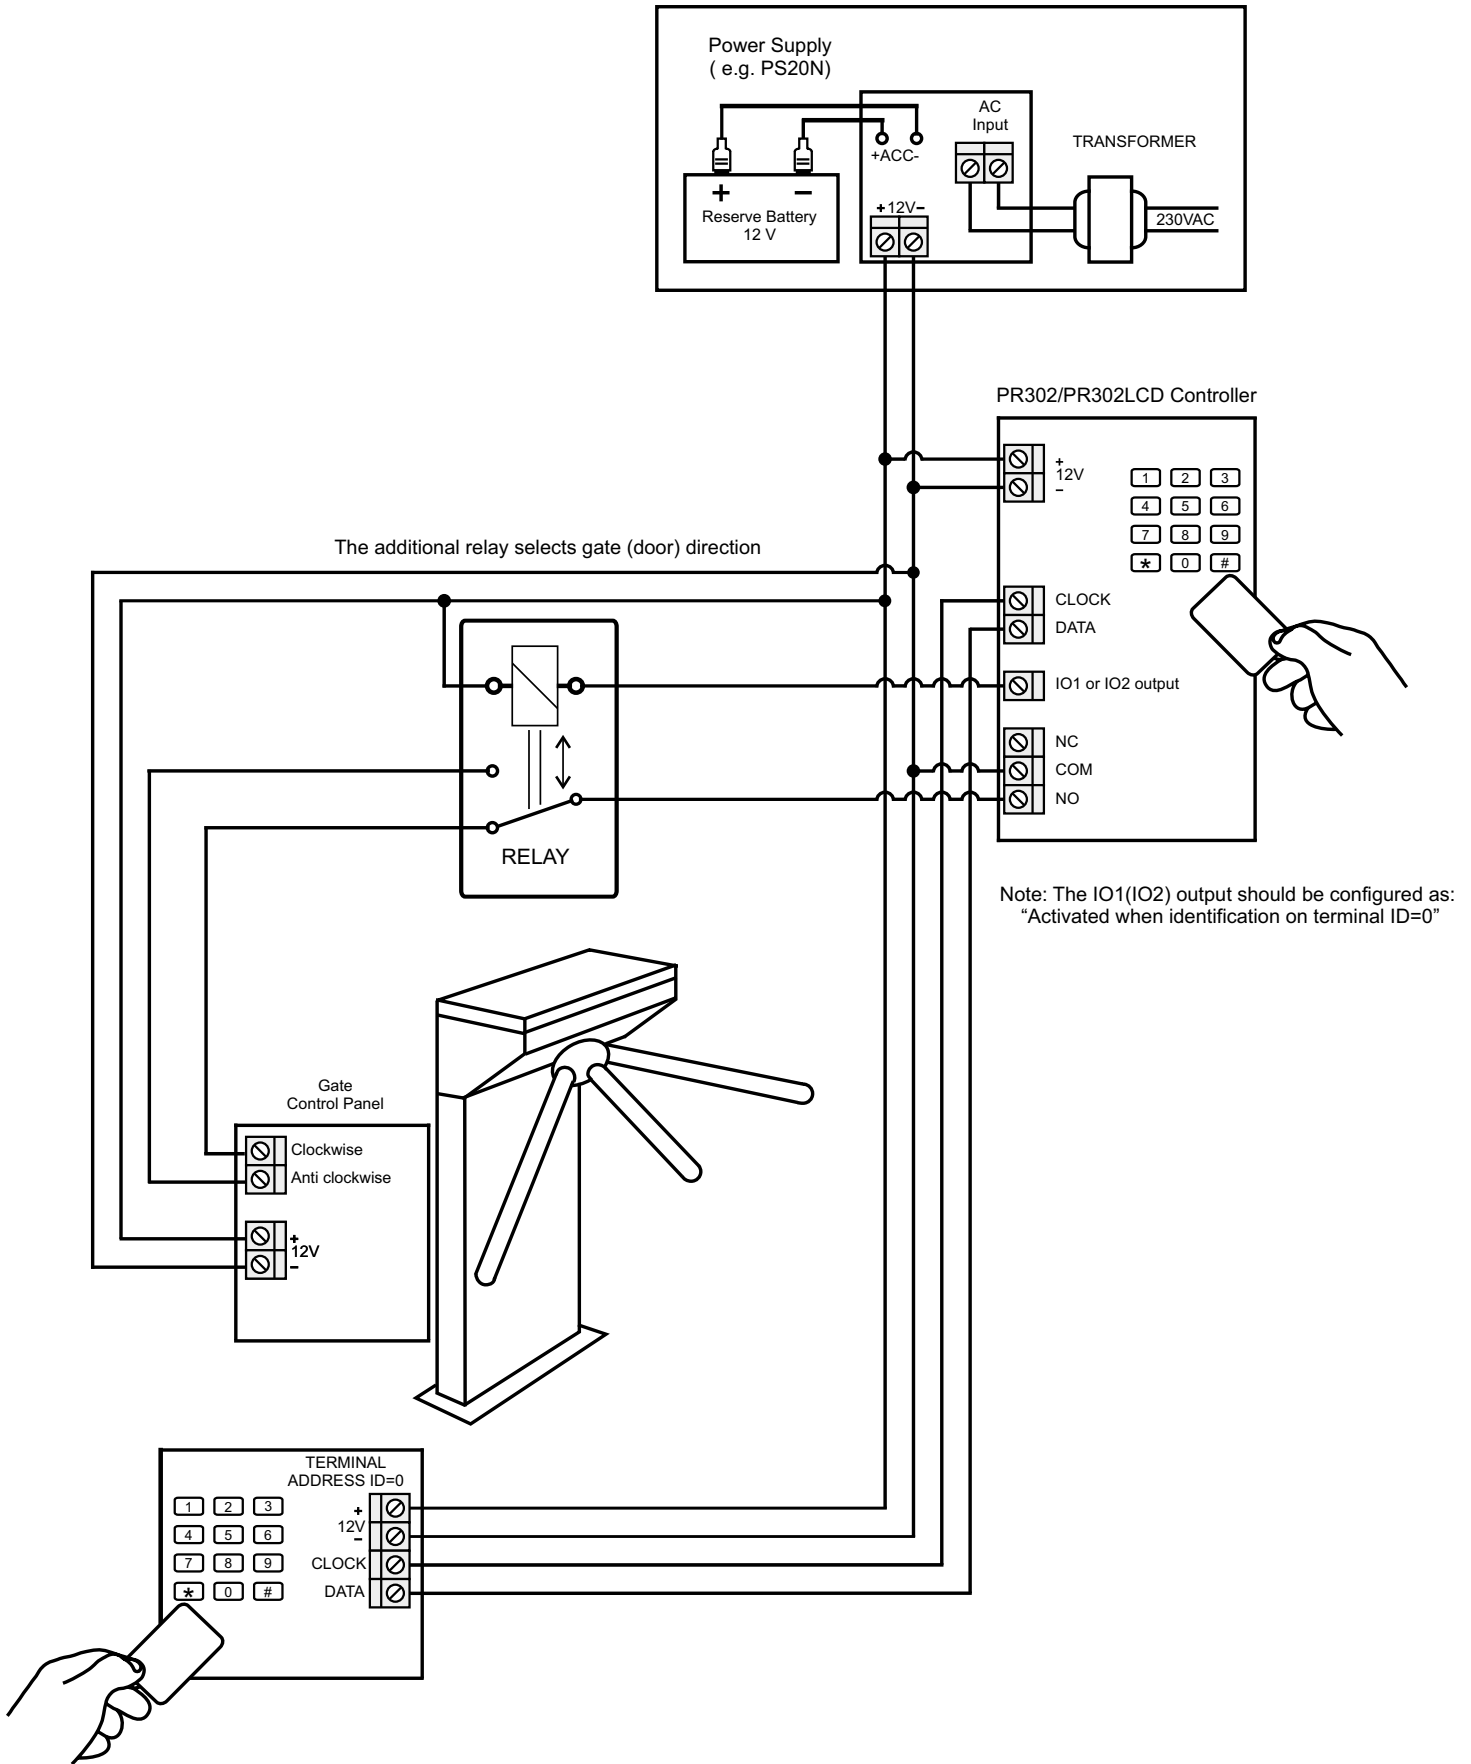 Power Supply
( e.g. PS20N)
AC
Input
+ACC-
TRANSFORMER
+ −
Reserve Battery
12 V
+12V−
230VAC
PR302/PR302LCD Controller
+
12V
−
1 2 3
4 5 6
7 8 9
* 0 #
The additional relay selects gate (door) direction
CLOCK
DATA
IO1 or IO2 output
NC
COM
NO
RELAY
Note: The IO1(IO2) output should be configured as:
“Activated when identification on terminal ID=0”
Gate
Control Panel
Clockwise
Anti clockwise
+
12V
−
TERMINAL
ADDRESS ID=0
1 2 3
4 5 6
7 8 9
* 0 #
+
12V
−
CLOCK
DATA